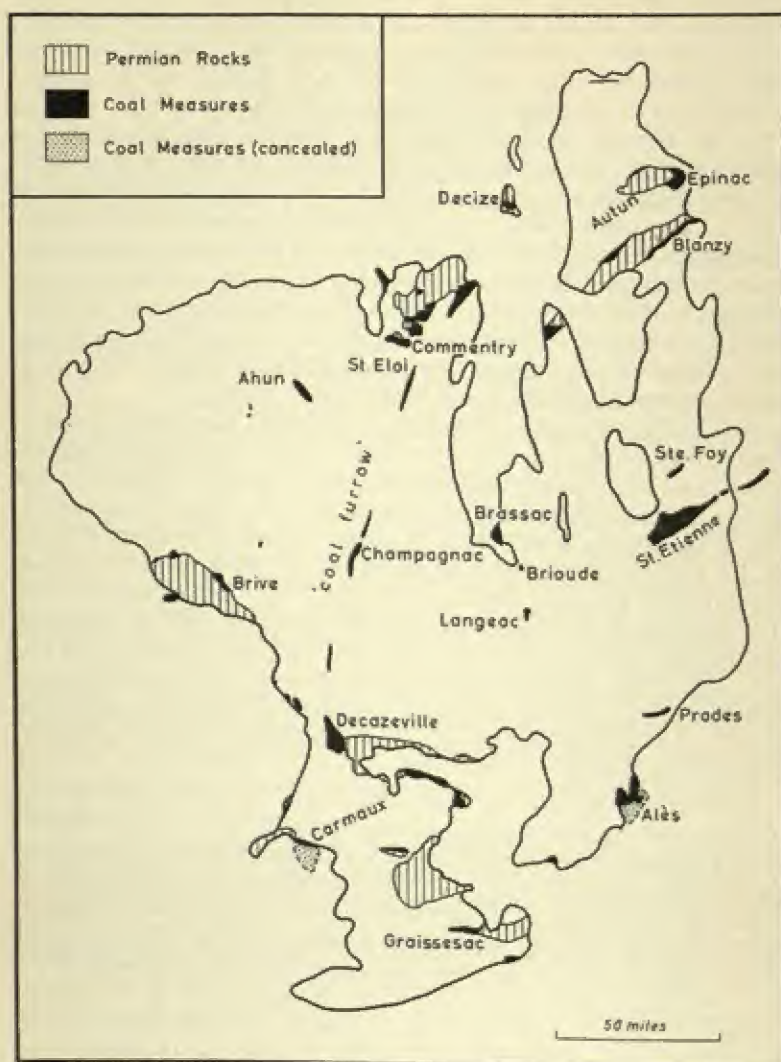 Permian Rocks
Coal Measures
Coal Measures (concealed)
Epinac
Decize
Autun
Blanzy
Commentry
St. Eloi
Ahun
'coal furrow'
Ste. Foy
Brassac
St. Etienne
Champagnac
Brioude
Brive
Langeac
Prades
Decazeville
Alès
Carmaux
Graissesac
50 miles